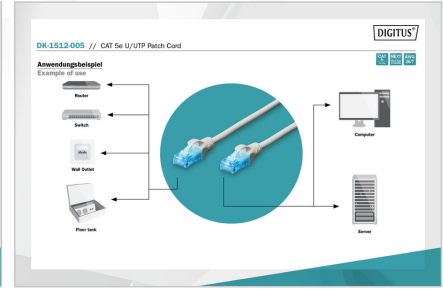 DIGITUS®
DK-1512-005 // CAT 5e U/UTP Patch Cord
Anwendungsbeispiel
Example of use
Router
Switch
Wall Outlet
Floor tank
Computer
Server